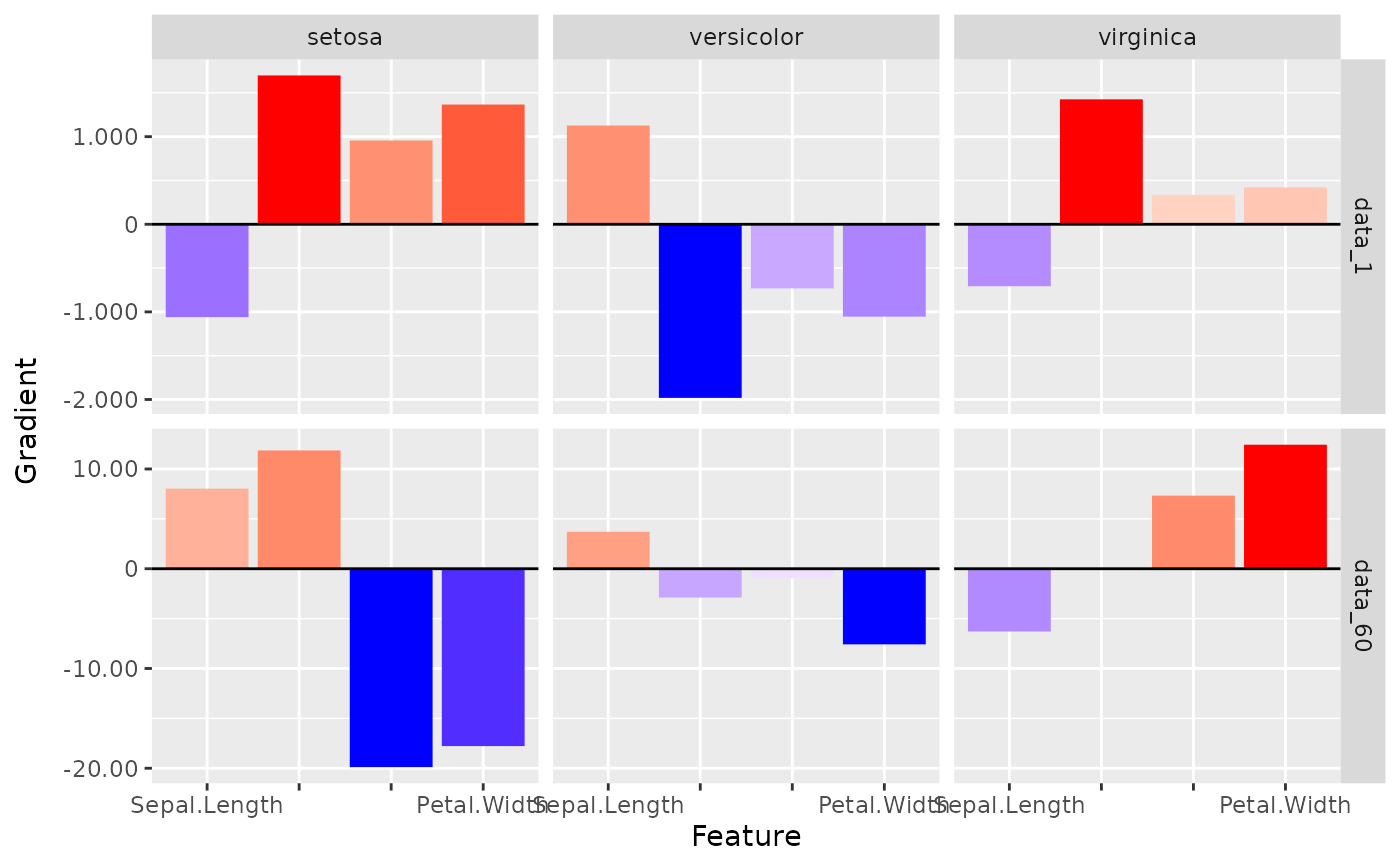 setosa
versicolor
virginica
1.000
0
-1.000
-2.000
data_1
Gradient
10.00
0
-10.00
-20.00
data_60
Sepal.Length
Petal.Width
Sepal.Length
Petal.Width
Sepal.Length
Petal.Width
Feature